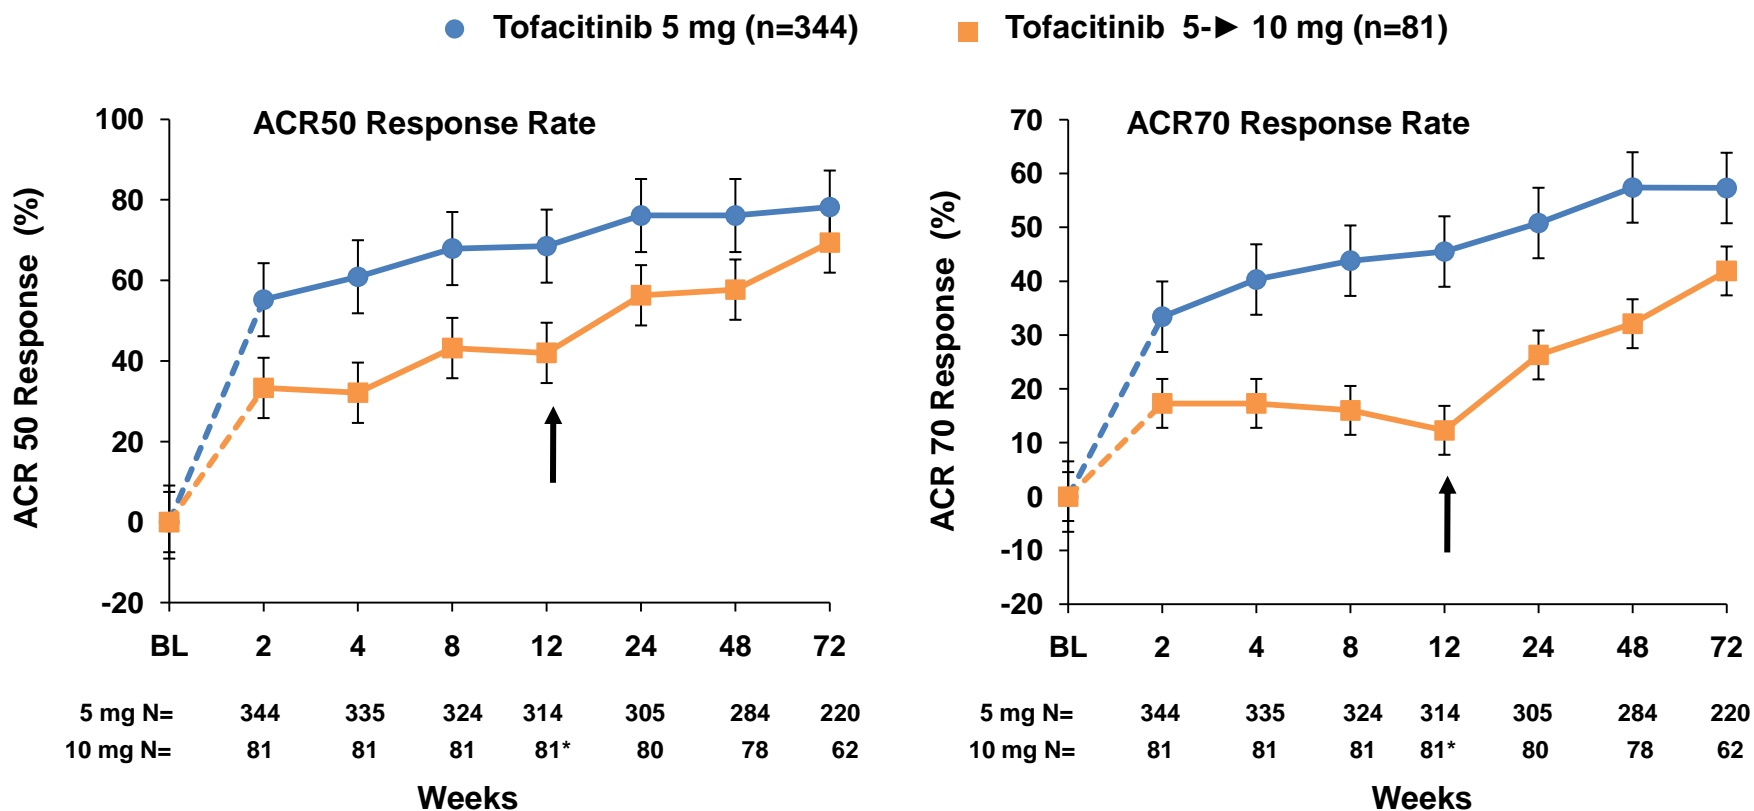 Tofacitinib 5 mg (n=344)
Tofacitinib 5-► 10 mg (n=81)
ACR50 Response Rate
ACR 50 Response (%)
100
80
60
40
20
0
-20
BL 2 4 8 12 24 48 72
5 mg N= 344 335 324 314 305 284 220
10 mg N= 81 81 81 81* 80 78 62
Weeks
ACR70 Response Rate
ACR 70 Response (%)
70
60
50
40
30
20
10
0
-10
-20
BL 2 4 8 12 24 48 72
5 mg N= 344 335 324 314 305 284 220
10 mg N= 81 81 81 81* 80 78 62
Weeks